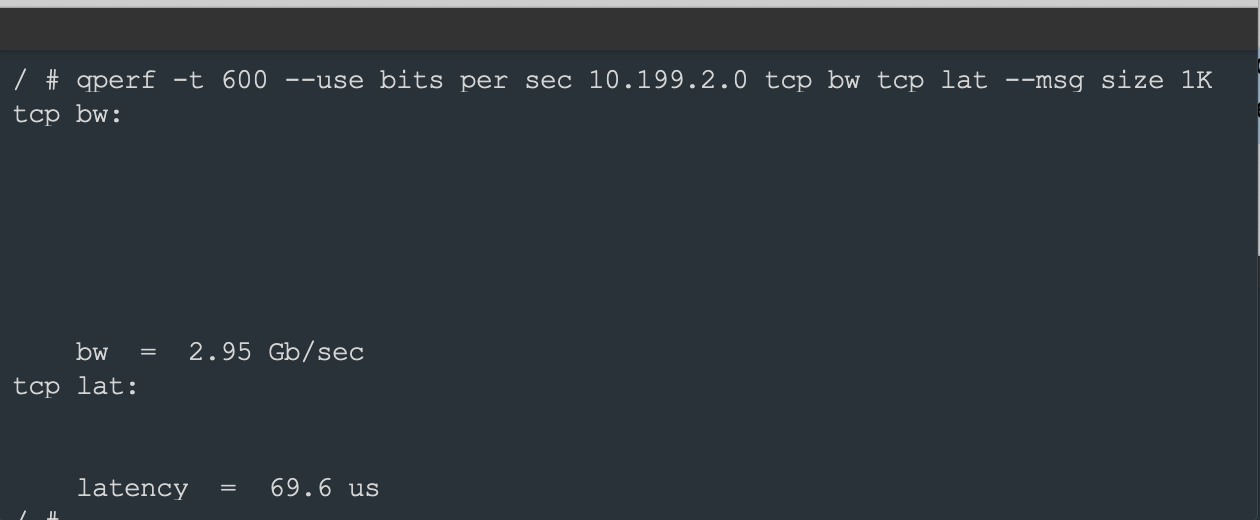 / # qperf -t 600 --use bits per sec 10.199.2.0 tcp bw tcp lat --msg size 1K
tcp bw:
bw = 2.95 Gb/sec
tcp lat:
latency = 69.6 us
/ #